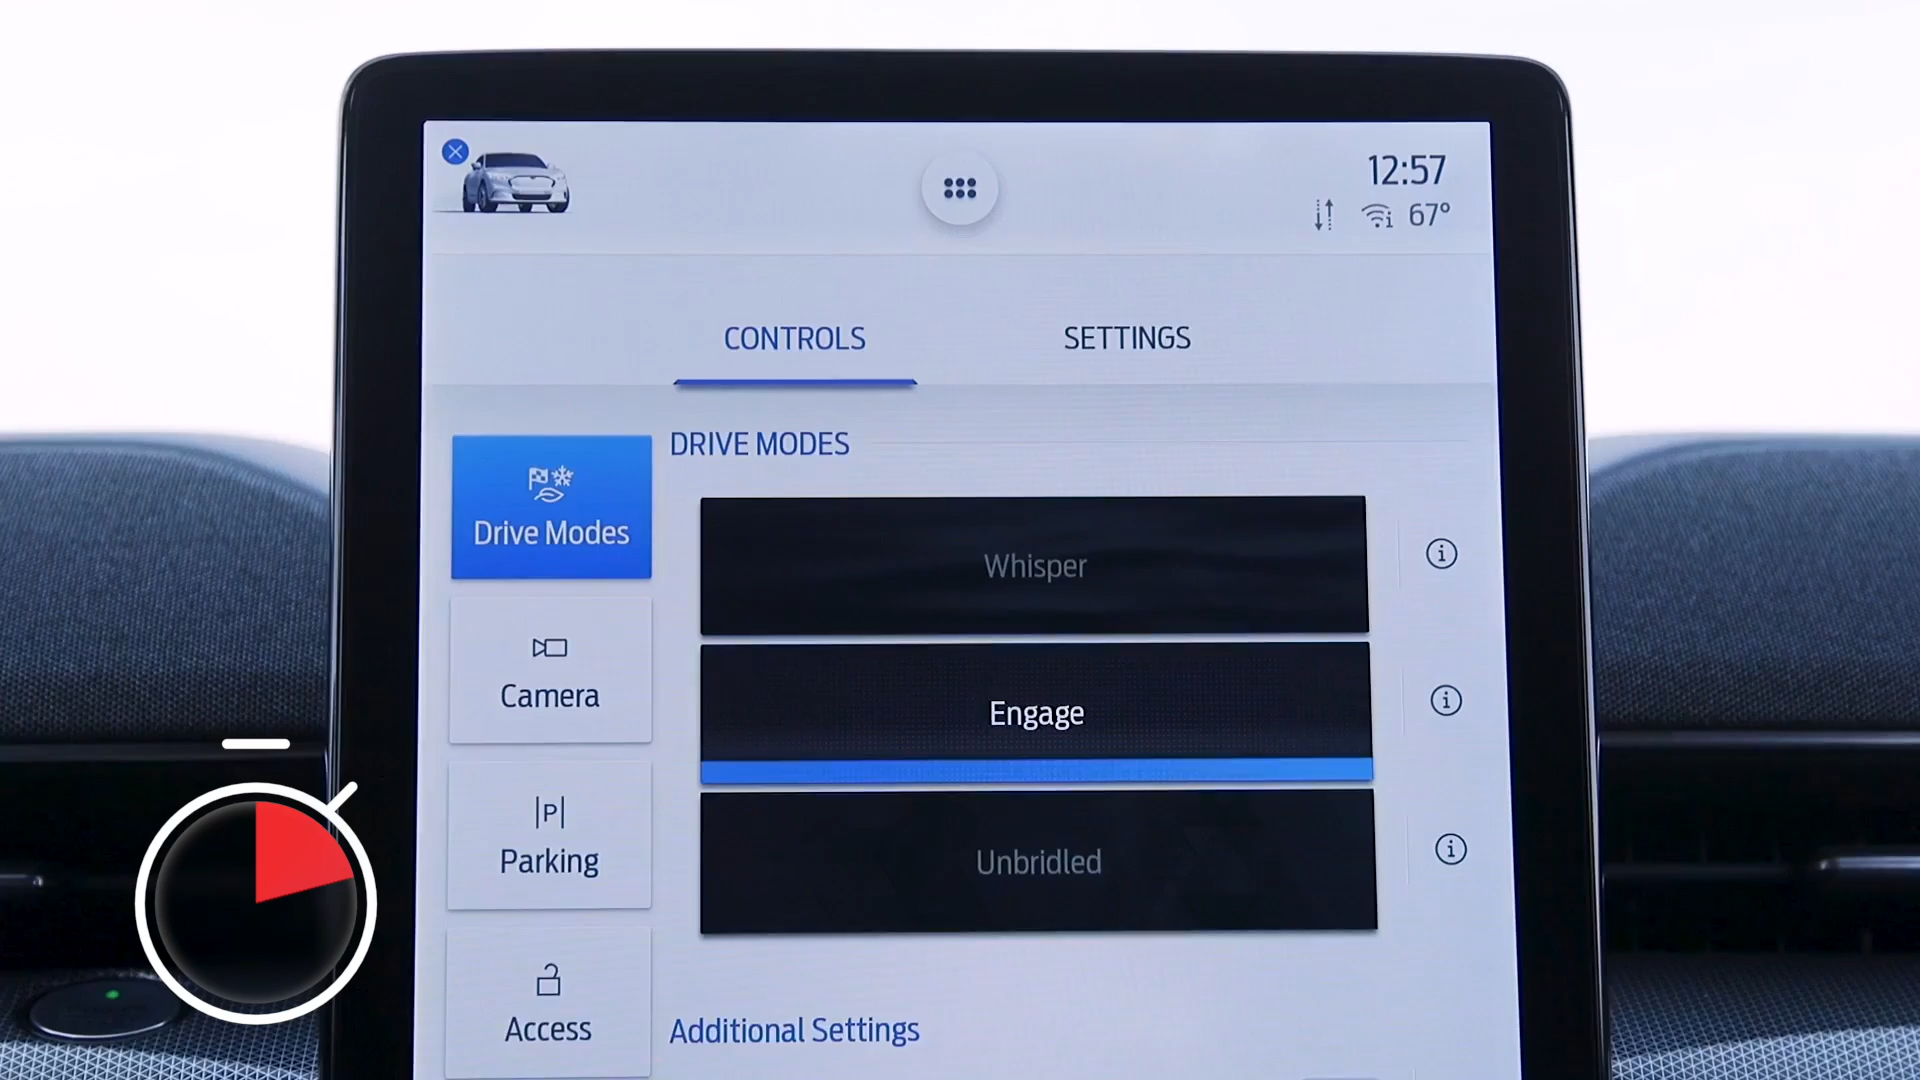 12:57
67°
CONTROLS
SETTINGS
DRIVE MODES
Drive Modes
Whisper
Camera
Engage
P
Parking
Unbridled
Access
Additional Settings